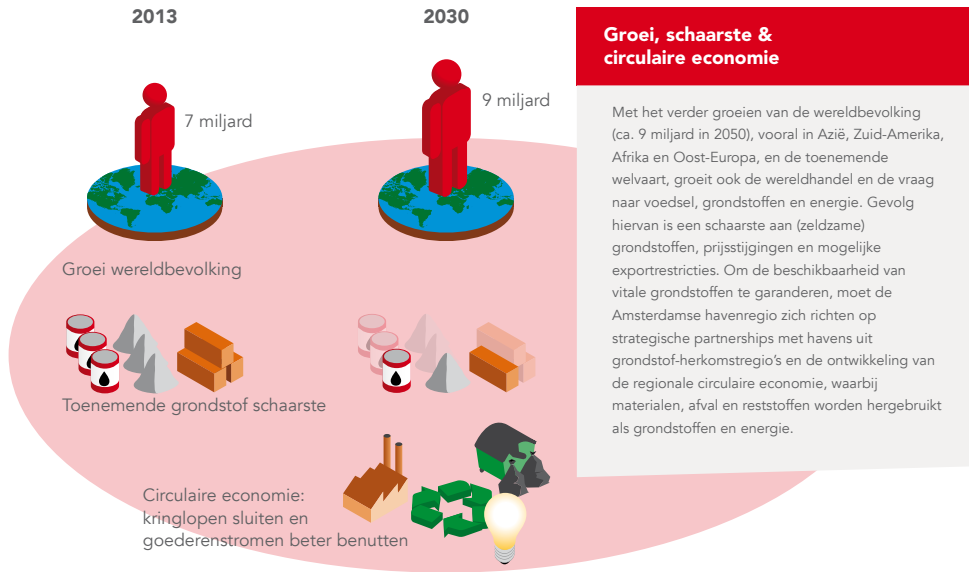 2013
2030
7 miljard
9 miljard
Groei wereldbevolking
Toenemende grondstof schaarste
Circulaire economie:
kringlopen sluiten en
goederenstromen beter benutten
Groei, schaarste &
circulaire economie
Met het verder groeien van de wereldbevolking
(ca. 9 miljard in 2050), vooral in Azië, Zuid-Amerika,
Afrika en Oost-Europa, en de toenemende
welvaart, groeit ook de wereldhandel en de vraag
naar voedsel, grondstoffen en energie. Gevolg
hiervan is een schaarste aan (zeldzame)
grondstoffen, prijsstijgingen en mogelijke
exportrestricties. Om de beschikbaarheid van
vitale grondstoffen te garanderen, moet de
Amsterdamse havenregio zich richten op
strategische partnerships met havens uit
grondstof-herkomstregio's en de ontwikkeling van
de regionale circulaire economie, waarbij
materialen, afval en reststoffen worden hergebruikt
als grondstoffen en energie.